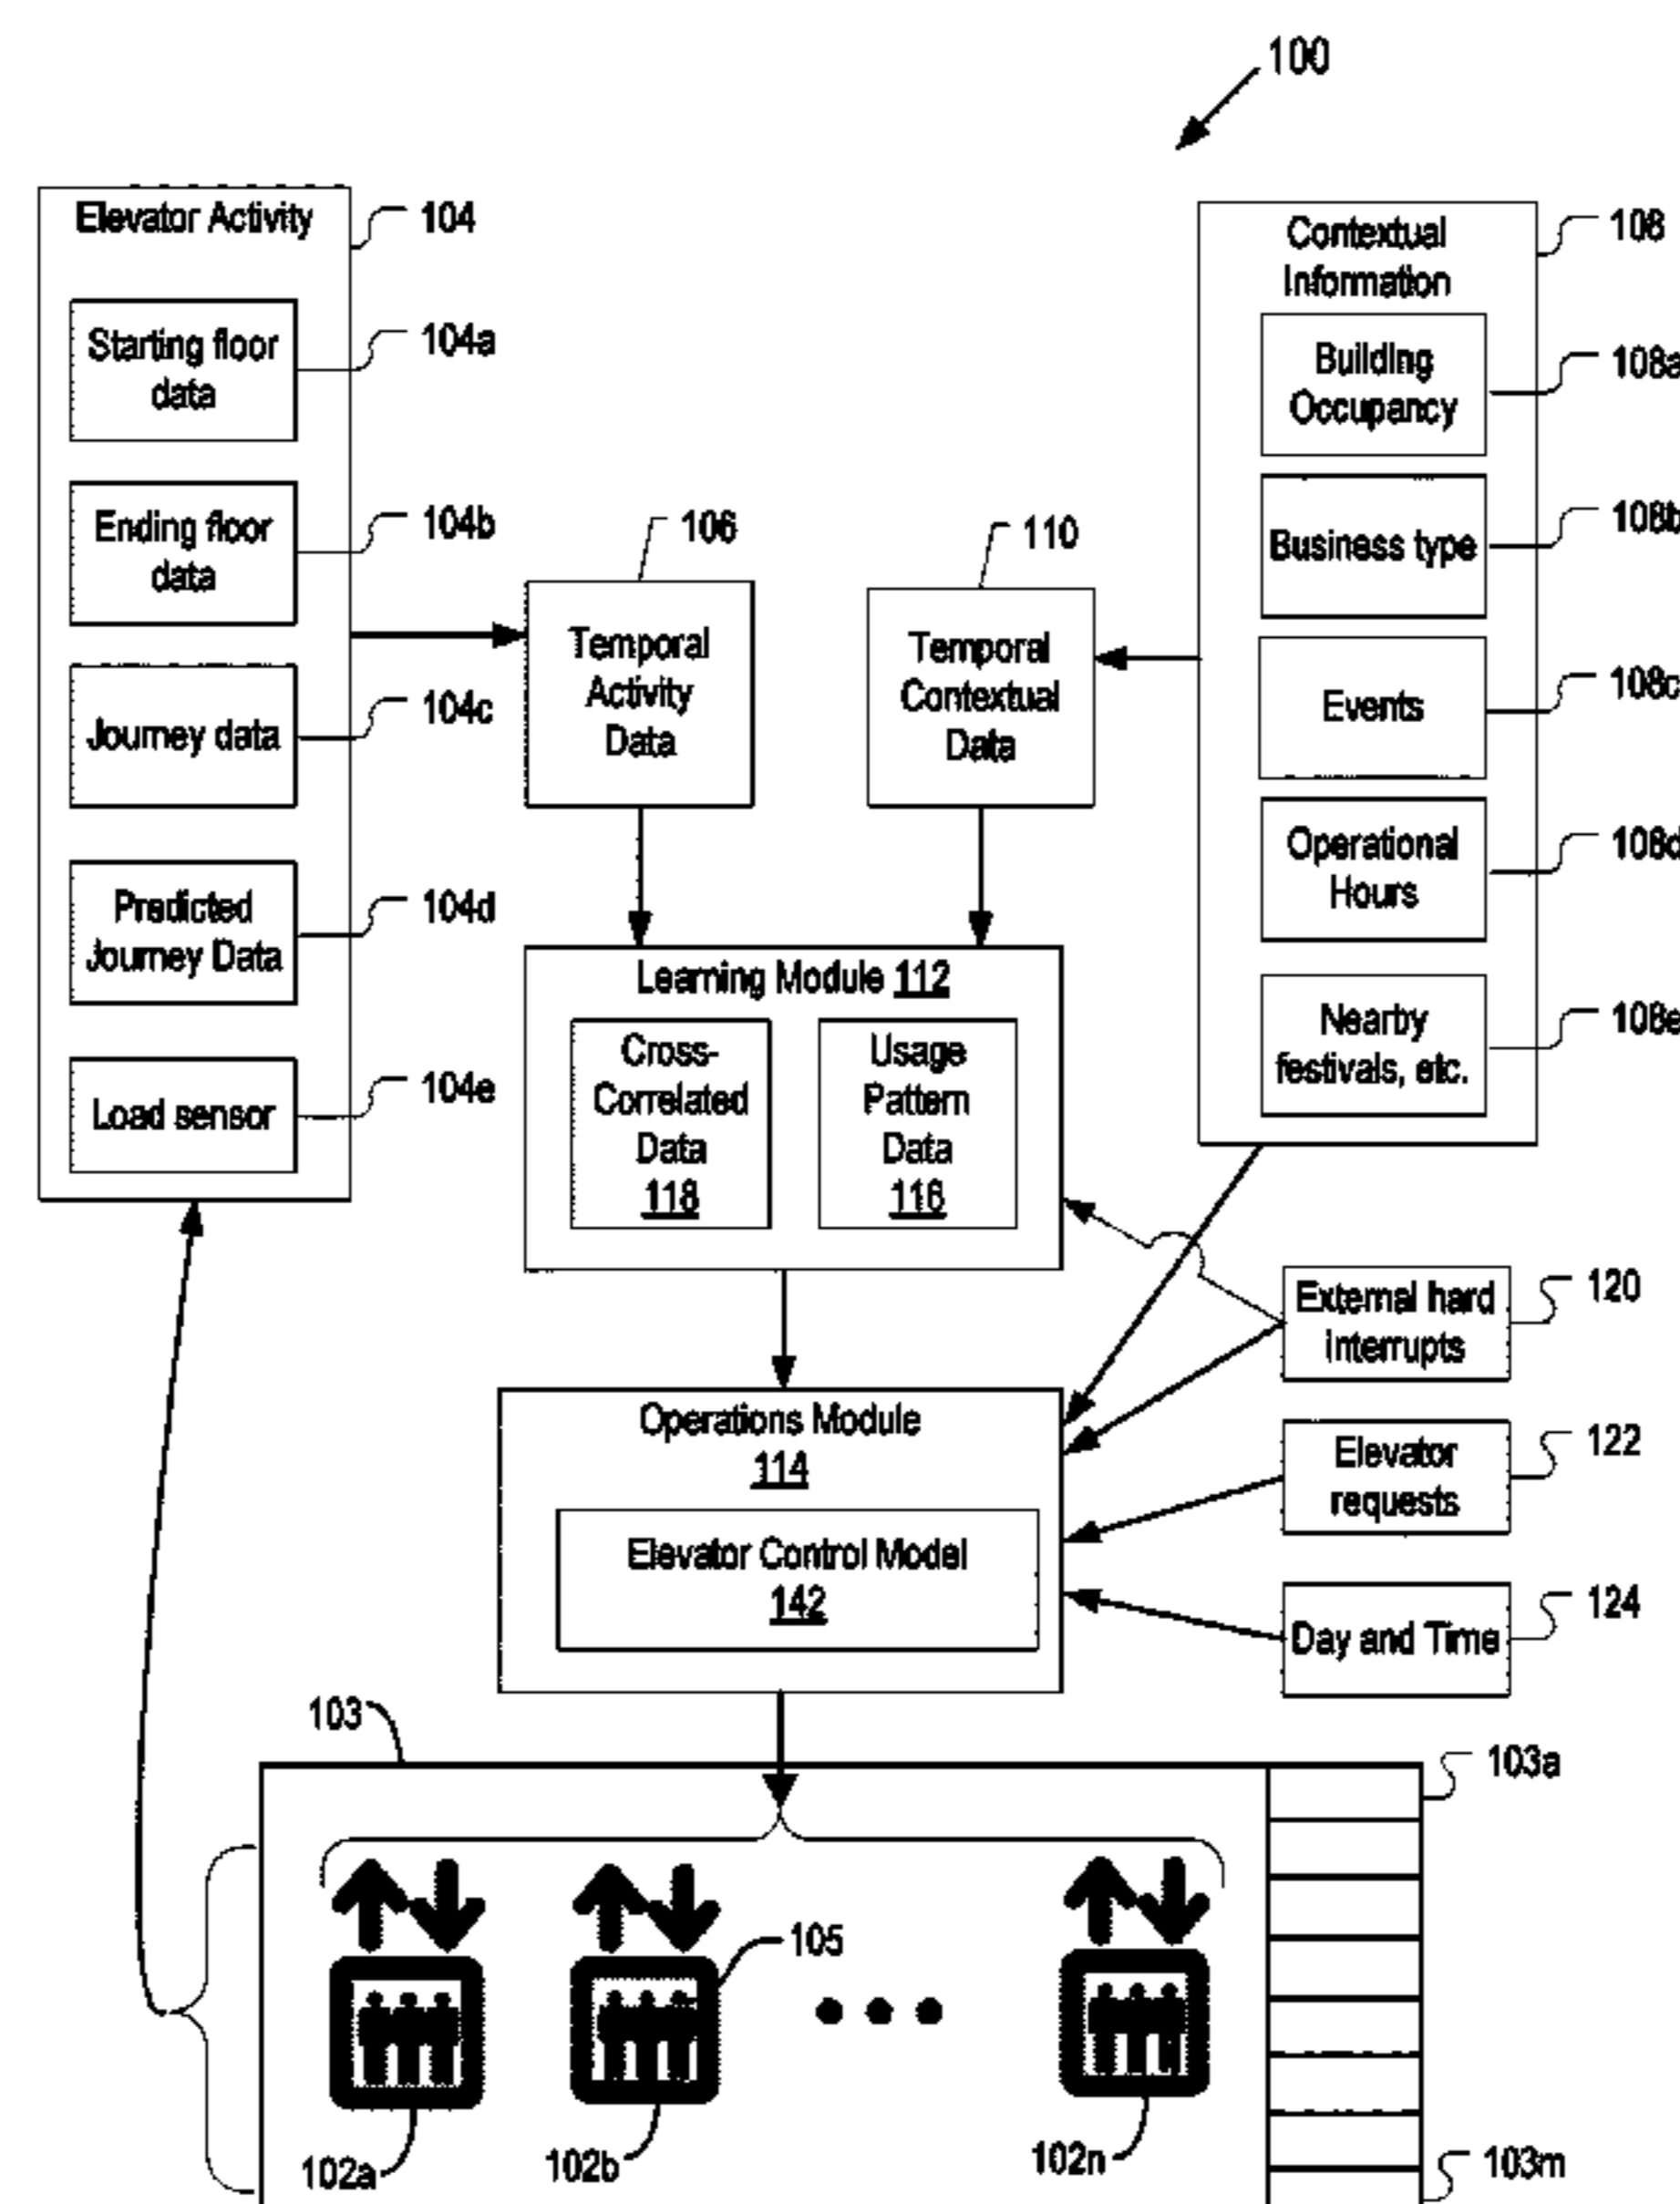 100
Elevator Activity
104
Starting floor
data
104a
Ending floor
data
104b
Journey data
104c
Predicted
Journey Data
104d
Load sensor
104e
106
Temporal
Activity
Data
110
Temporal
Contextual
Data
Contextual
Information
108
Building
Occupancy
108a
Business type
108b
Events
108c
Operational
Hours
108d
Nearby
festivals, etc.
108e
Learning Module 112
Cross-
Correlated
Data
118
Usage
Pattern
Data
116
External hard
interrupts
120
Operations Module
114
Elevator Control Model
142
Elevator
requests
122
Day and Time
124
103
103a
105
102a
102b
102n
103m